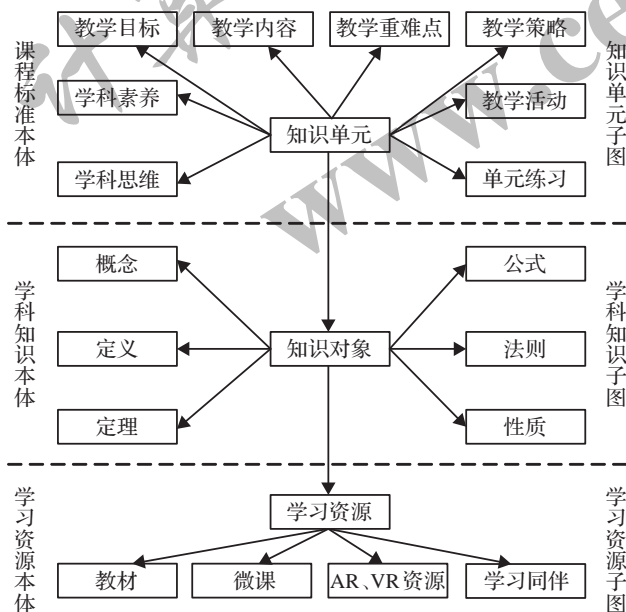 教学目标
教学内容
教学重难点
教学策略
课程标准本体
学科素养
知识单元
教学活动
知识单元子图
学科思维
单元练习
概念
公式
学科知识本体
定义
知识对象
法则
学科知识子图
定理
性质
学习资源
学习资源本体
教材
微课
AR、VR资源
学习同伴
学习资源子图
www.ce